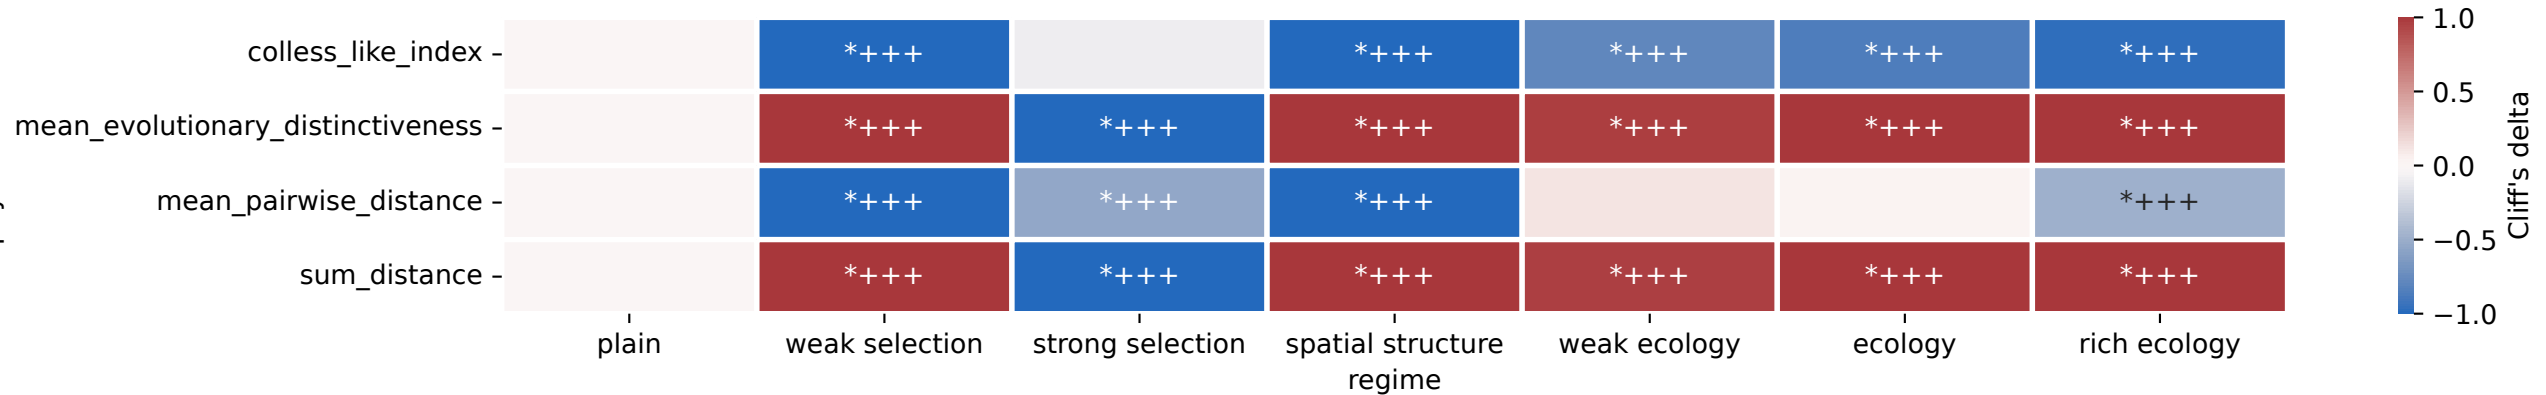 colless_like_index *+++ *+++ *+++ *+++ *+++
mean_evolutionary_distinctiveness *+++ *+++ *+++ *+++ *+++ *+++
mean_pairwise_distance *+++ *+++ *+++ *+++
sum_distance *+++ *+++ *+++ *+++ *+++ *+++
plain weak selection strong selection spatial structure weak ecology ecology rich ecology
regime
1.0
0.5
0.0
−0.5
−1.0
Cliff's delta